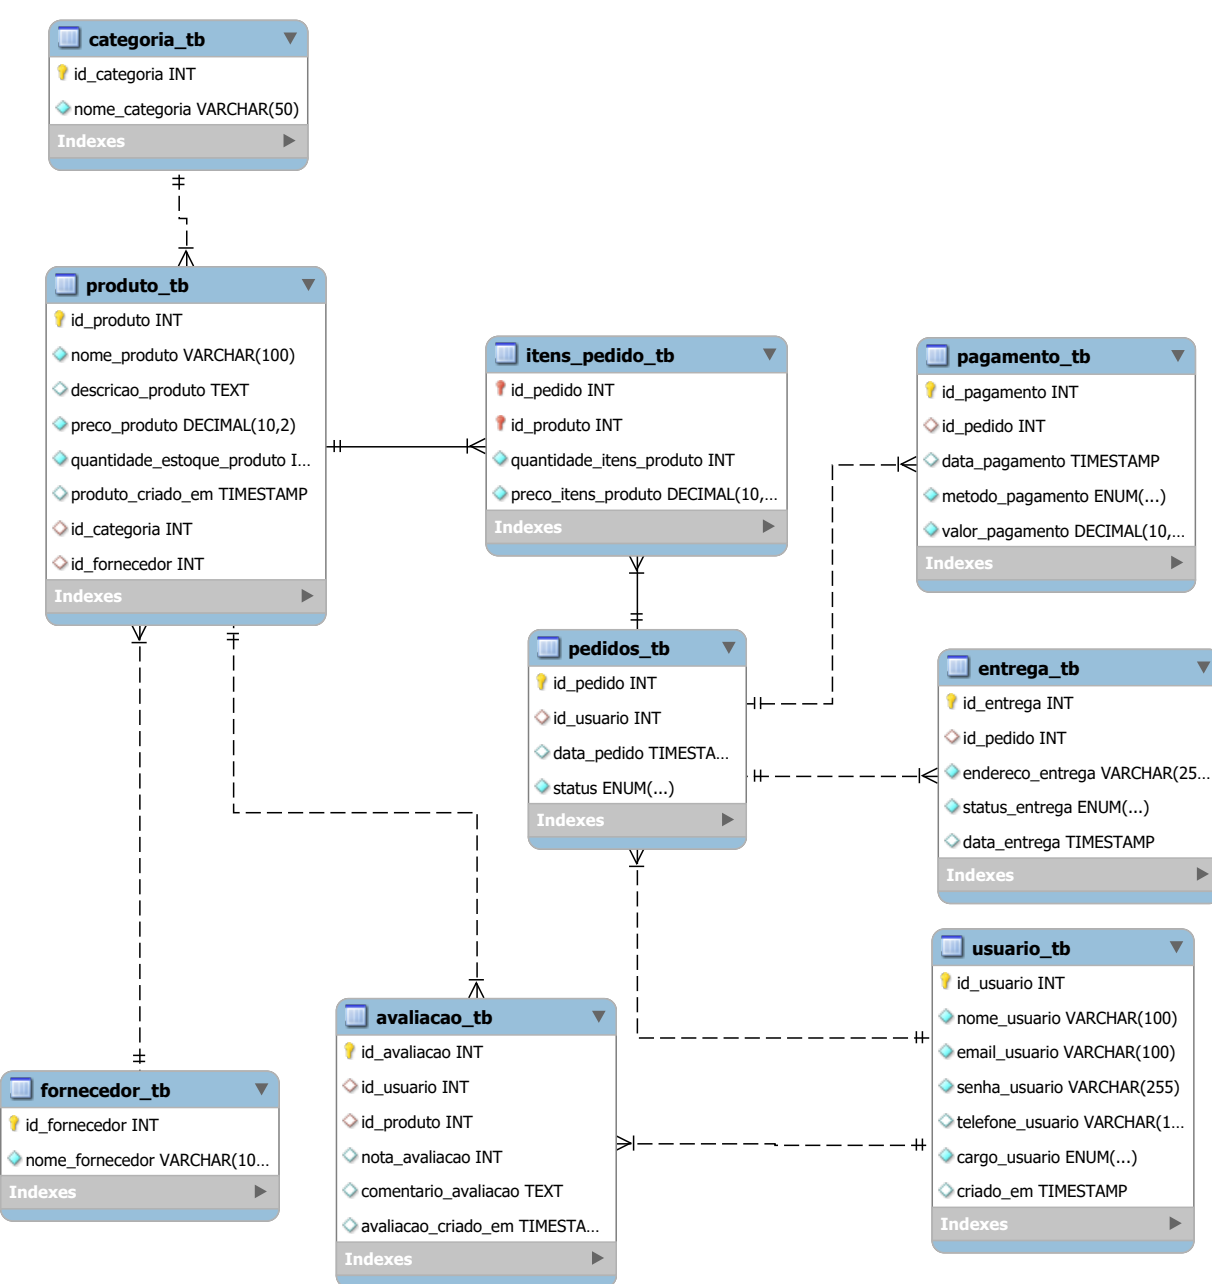 categoria_tb
id_categoria INT
nome_categoria VARCHAR(50)
Indexes
produto_tb
id_produto INT
nome_produto VARCHAR(100)
descricao_produto TEXT
preco_produto DECIMAL(10,2)
quantidade_estoque_produto I...
produto_criado_em TIMESTAMP
id_categoria INT
id_fornecedor INT
Indexes
itens_pedido_tb
id_pedido INT
id_produto INT
quantidade_itens_produto INT
preco_itens_produto DECIMAL(10,...
Indexes
pagamento_tb
id_pagamento INT
id_pedido INT
data_pagamento TIMESTAMP
metodo_pagamento ENUM(...)
valor_pagamento DECIMAL(10,...
Indexes
pedidos_tb
id_pedido INT
id_usuario INT
data_pedido TIMESTA...
status ENUM(...)
Indexes
entrega_tb
id_entrega INT
id_pedido INT
endereco_entrega VARCHAR(25...
status_entrega ENUM(...)
data_entrega TIMESTAMP
Indexes
usuario_tb
id_usuario INT
nome_usuario VARCHAR(100)
email_usuario VARCHAR(100)
senha_usuario VARCHAR(255)
telefone_usuario VARCHAR(1...
cargo_usuario ENUM(...)
criado_em TIMESTAMP
Indexes
avaliacao_tb
id_avaliacao INT
id_usuario INT
id_produto INT
nota_avaliacao INT
comentario_avaliacao TEXT
avaliacao_criado_em TIMESTA...
Indexes
fornecedor_tb
id_fornecedor INT
nome_fornecedor VARCHAR(10...
Indexes